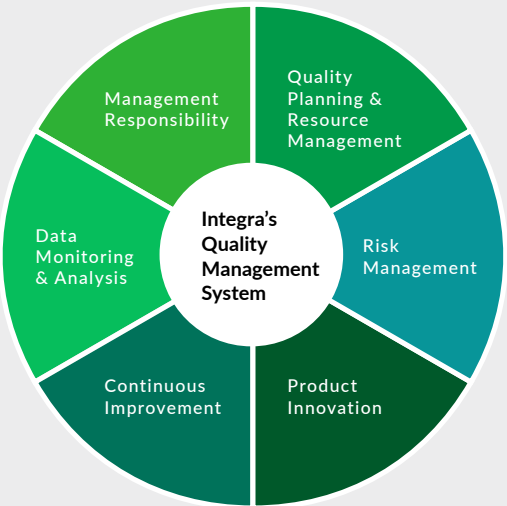 Management
Responsibility
Quality
Planning &
Resource
Management
Data
Monitoring
& Analysis
Integra’s
Quality
Management
System
Risk
Management
Continuous
Improvement
Product
Innovation